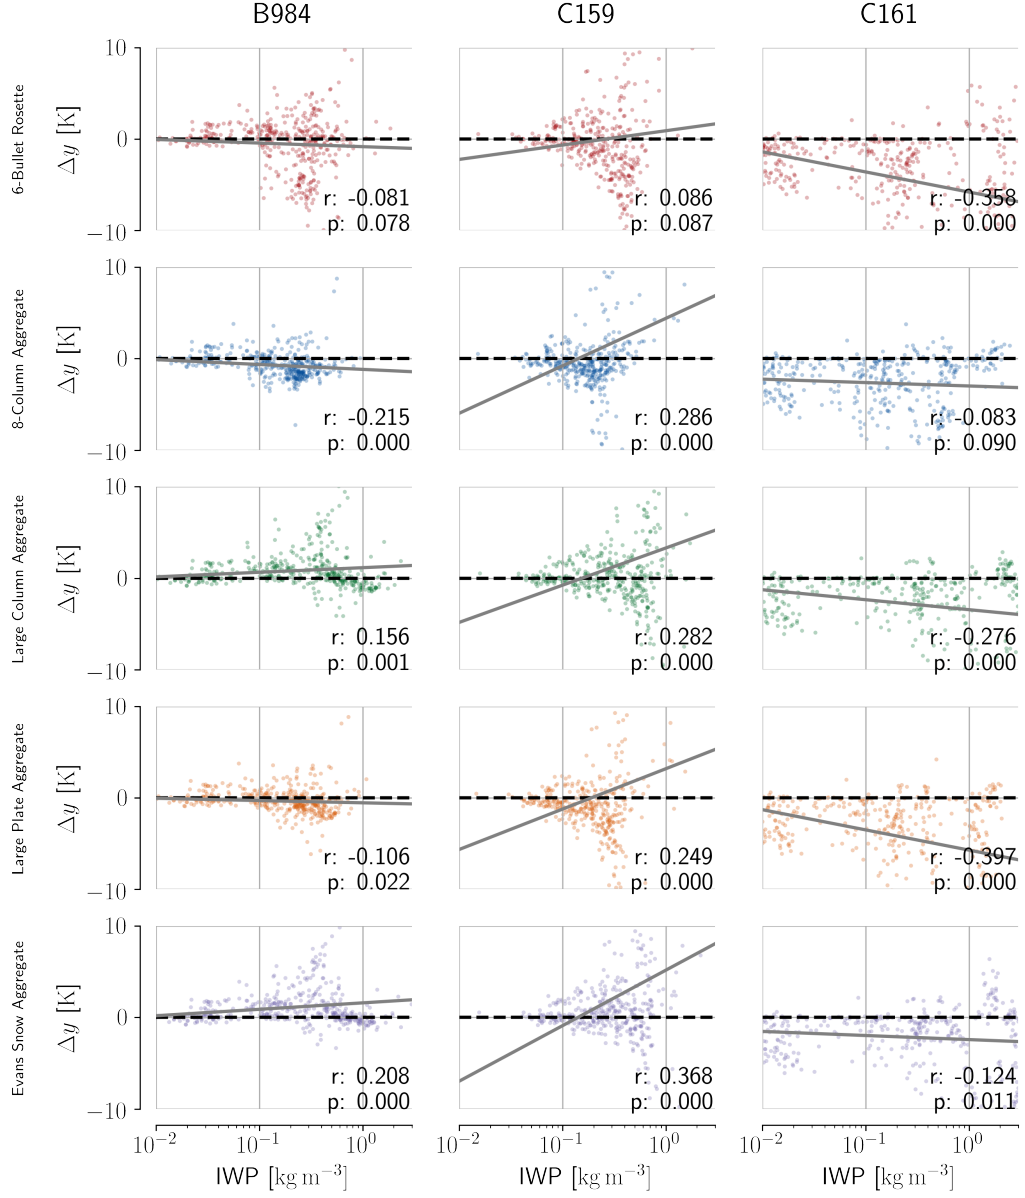 B984 C159 C161
6-Bullet Rosette
Δy [K]
10
0
−10
r: -0.081
p: 0.078
r: 0.086
p: 0.087
r: -0.358
p: 0.000
8-Column Aggregate
Δy [K]
10
0
−10
r: -0.215
p: 0.000
r: 0.286
p: 0.000
r: -0.083
p: 0.090
Large Column Aggregate
Δy [K]
10
0
−10
r: 0.156
p: 0.001
r: 0.282
p: 0.000
r: -0.276
p: 0.000
Large Plate Aggregate
Δy [K]
10
0
−10
r: -0.106
p: 0.022
r: 0.249
p: 0.000
r: -0.397
p: 0.000
Evans Snow Aggregate
Δy [K]
10
0
−10
r: 0.208
p: 0.000
r: 0.368
p: 0.000
r: -0.124
p: 0.011
10⁻² 10⁻¹ 10⁰ 10⁻² 10⁻¹ 10⁰ 10⁻² 10⁻¹ 10⁰
IWP [kg m⁻³] IWP [kg m⁻³] IWP [kg m⁻³]